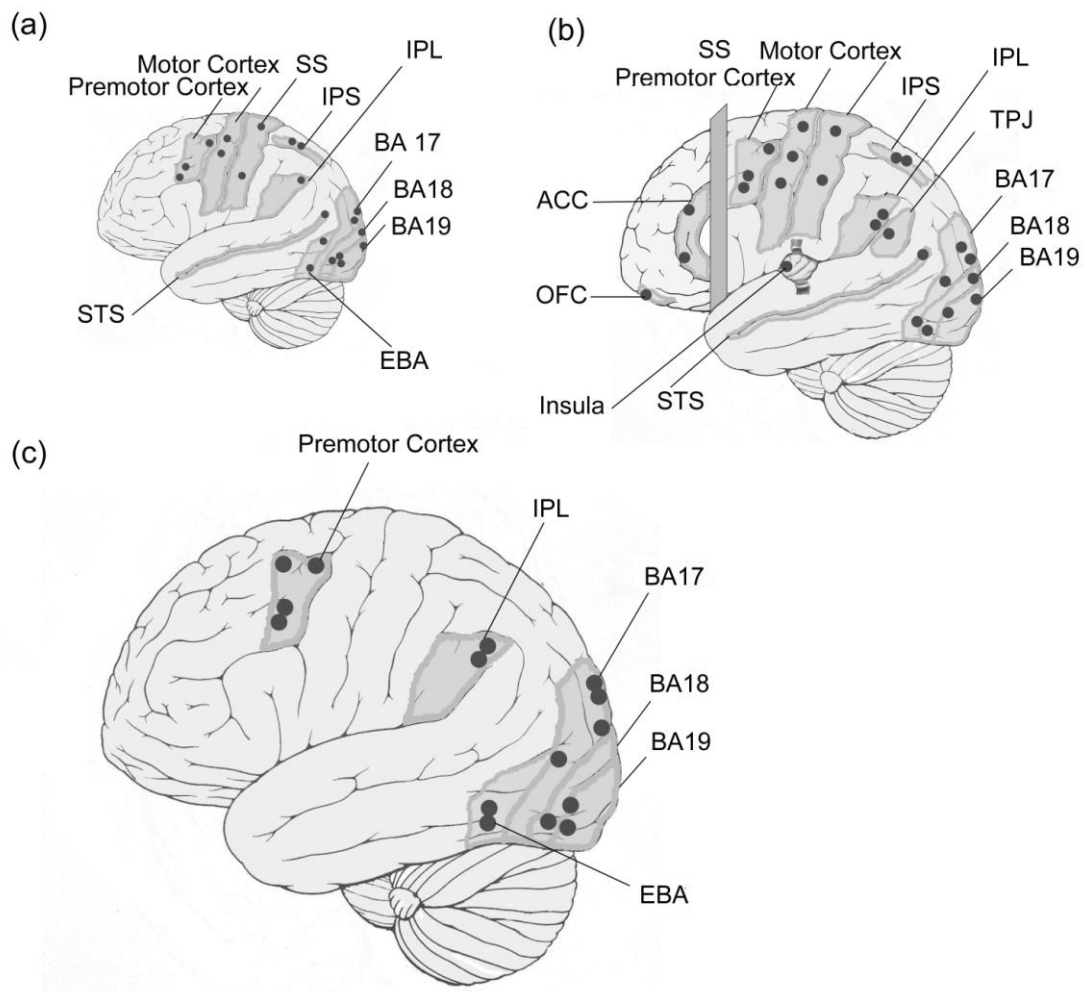 (a)
Motor Cortex SS
Premotor Cortex
IPL
IPS
BA 17
BA18
BA19
STS
EBA
(b)
SS Motor Cortex
Premotor Cortex
IPL
IPS
TPJ
BA17
ACC
BA18
BA19
OFC
Insula
STS
(c)
Premotor Cortex
IPL
BA17
BA18
BA19
EBA